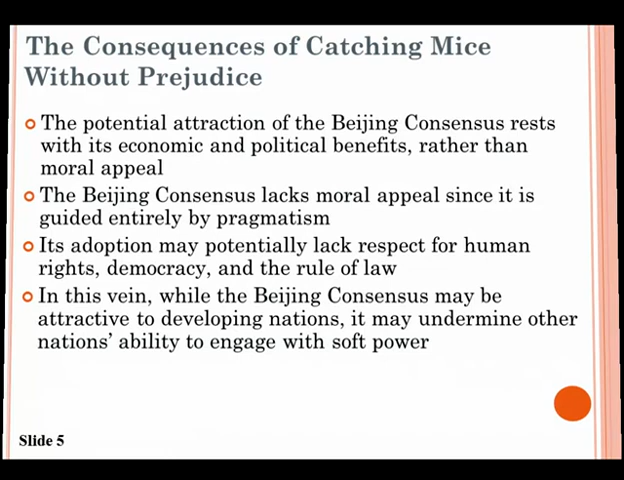 The Consequences of Catching Mice
Without Prejudice
The potential attraction of the Beijing Consensus rests
with its economic and political benefits, rather than
moral appeal
The Beijing Consensus lacks moral appeal since it is
guided entirely by pragmatism
Its adoption may potentially lack respect for human
rights, democracy, and the rule of law
In this vein, while the Beijing Consensus may be
attractive to developing nations, it may undermine other
nations’ ability to engage with soft power
Slide 5